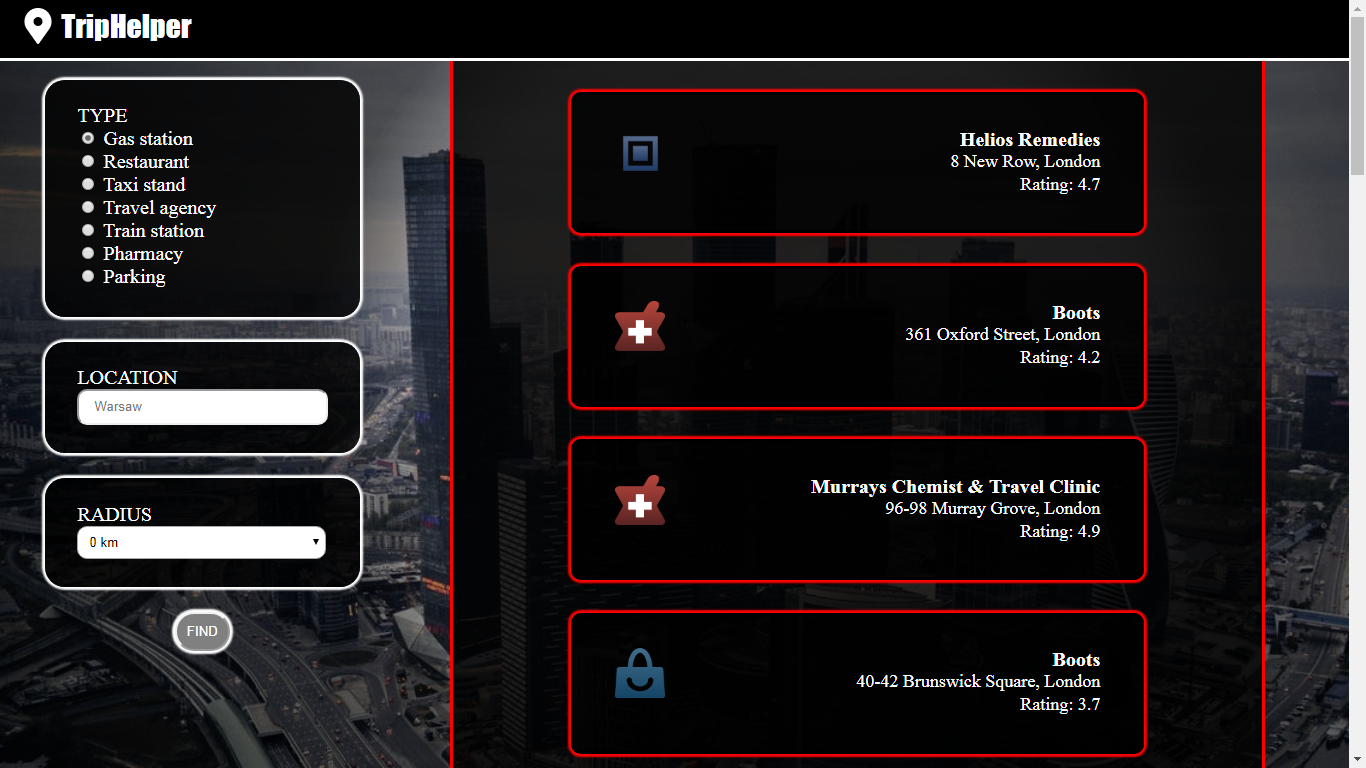 TripHelper
TYPE
Gas station
Restaurant
Taxi stand
Travel agency
Train station
Pharmacy
Parking
LOCATION
Warsaw
RADIUS
0 km
FIND
Helios Remedies
8 New Row, London
Rating: 4.7
Boots
361 Oxford Street, London
Rating: 4.2
Murrays Chemist & Travel Clinic
96-98 Murray Grove, London
Rating: 4.9
Boots
40-42 Brunswick Square, London
Rating: 3.7